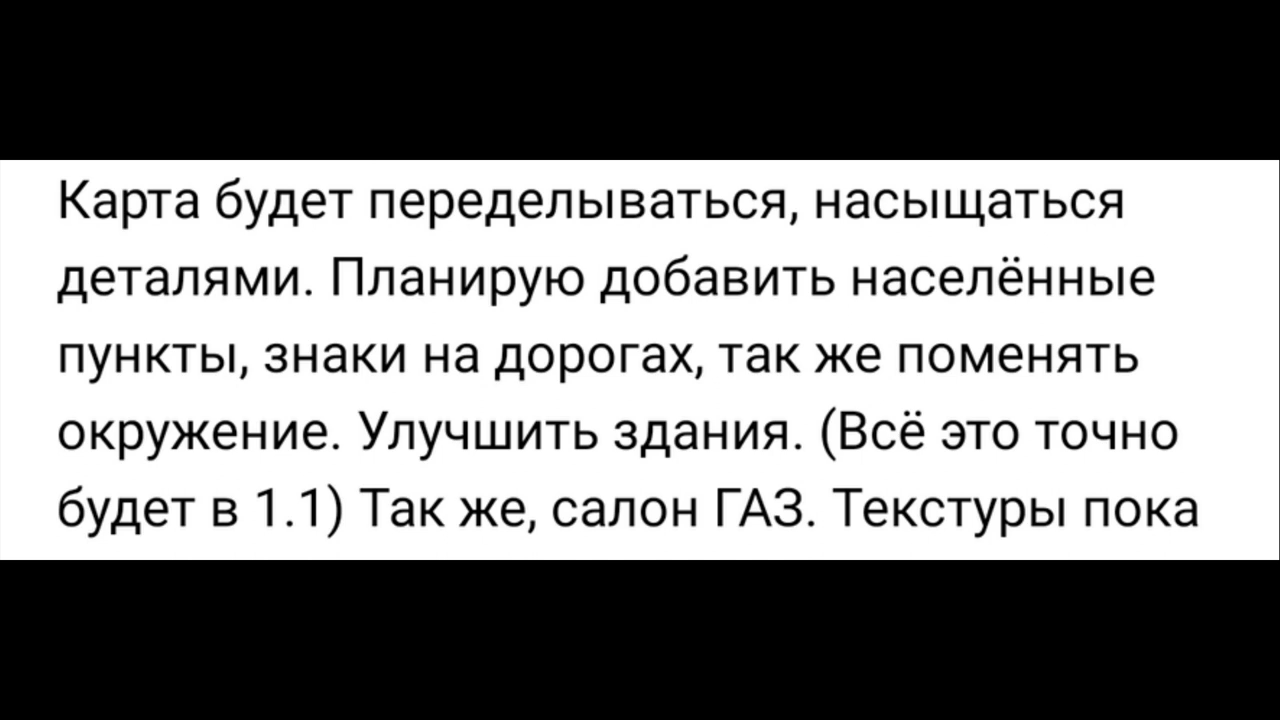 Карта будет переделываться, насыщаться
деталями. Планирую добавить населённые
пункты, знаки на дорогах, так же поменять
окружение. Улучшить здания. (Всё это точно
будет в 1.1) Так же, салон ГАЗ. Текстуры пока